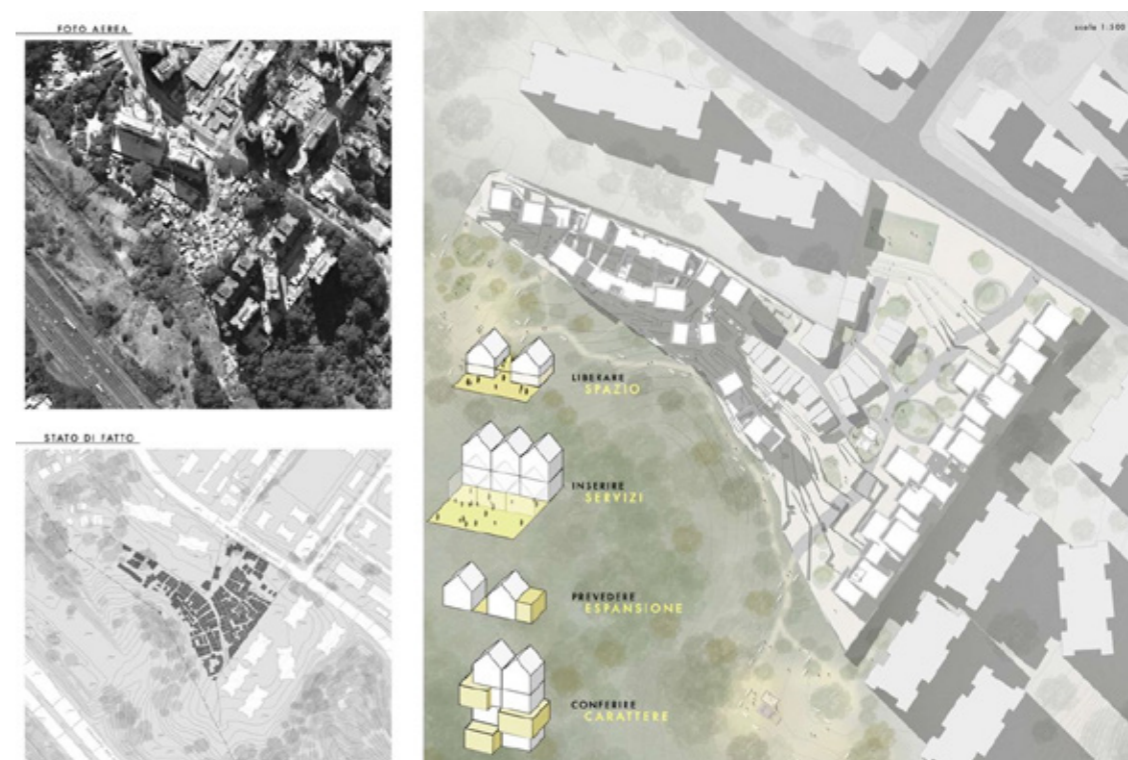 FOTO AEREA
scala 1:500
STATO DI FATTO
LIBERARE
SPAZIO
INSERIRE
SERVIZI
PREVEDERE
ESPANSIONE
CONFERIRE
CARATTERE